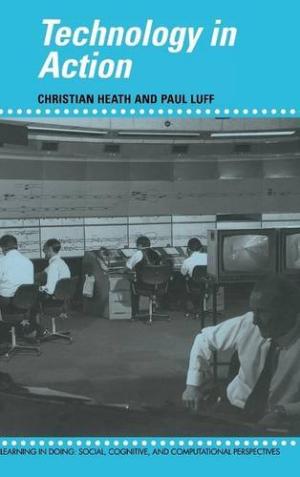 Technology in
Action
CHRISTIAN HEATH AND PAUL LUFF
LEARNING IN DOING: SOCIAL, COGNITIVE, AND COMPUTATIONAL PERSPECTIVES